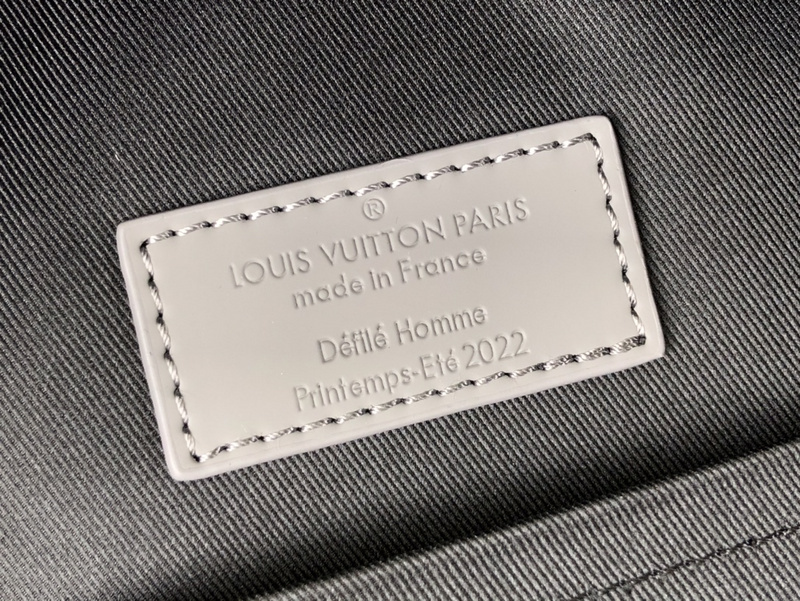 ®
LOUIS VUITTON PARIS
made in France
Défilé Homme
Printemps-Eté 2022